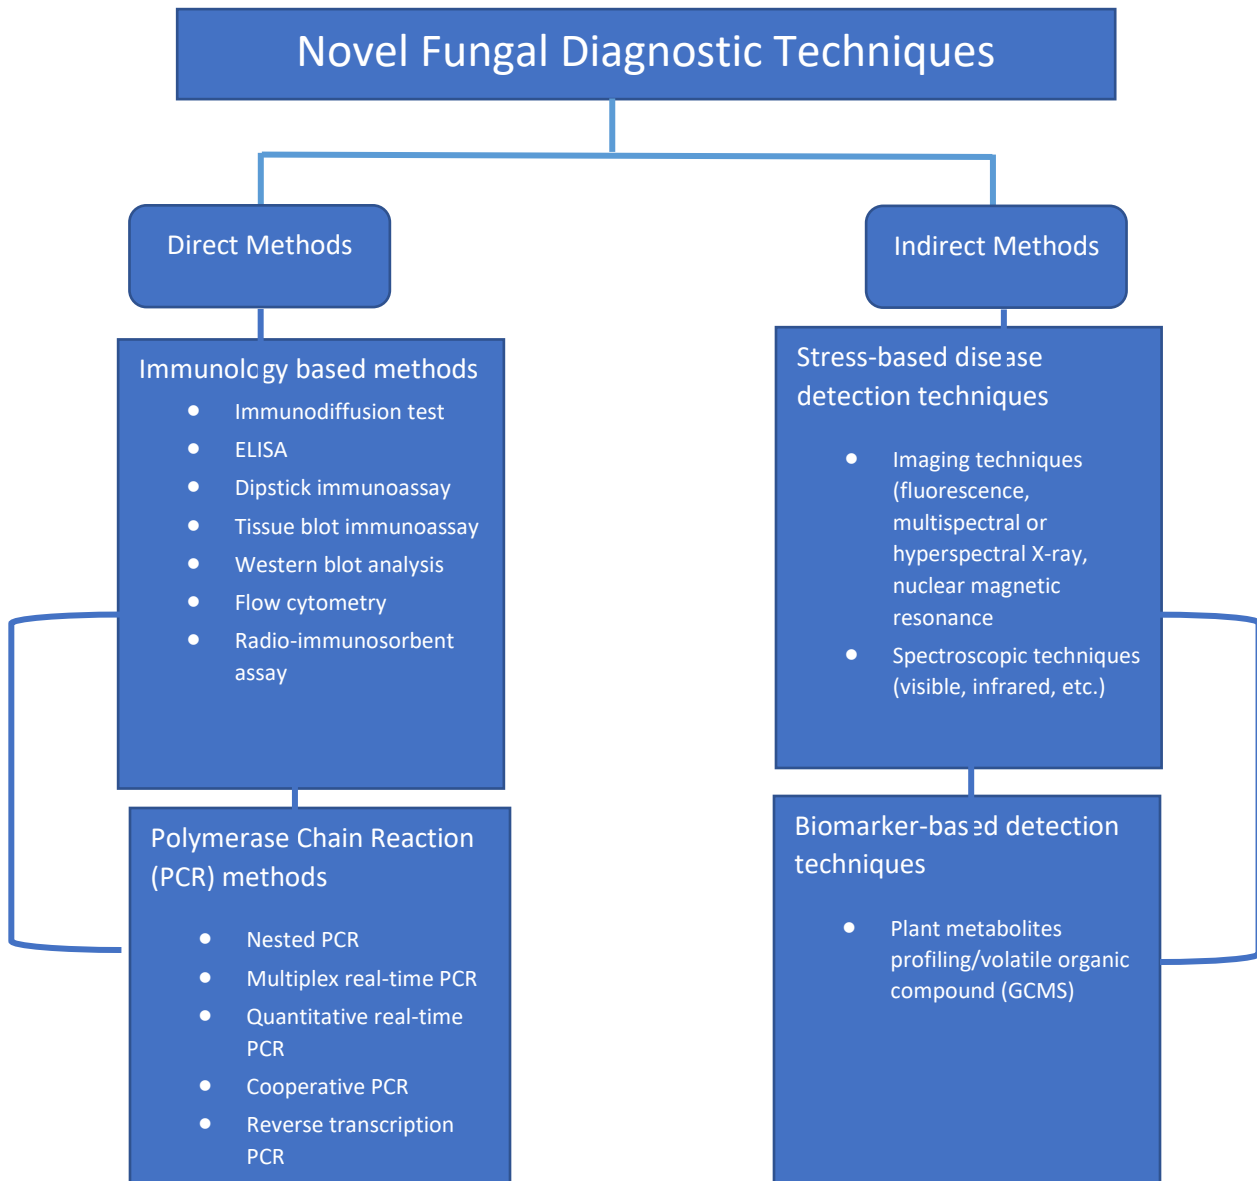 Novel Fungal Diagnostic Techniques
Direct Methods
Indirect Methods
Immunology based methods
● Immunodiffusion test
● ELISA
● Dipstick immunoassay
● Tissue blot immunoassay
● Western blot analysis
● Flow cytometry
● Radio-immunosorbent
assay
Polymerase Chain Reaction
(PCR) methods
● Nested PCR
● Multiplex real-time PCR
● Quantitative real-time
PCR
● Cooperative PCR
● Reverse transcription
PCR
Stress-based disease
detection techniques
● Imaging techniques
(fluorescence,
multispectral or
hyperspectral X-ray,
nuclear magnetic
resonance
● Spectroscopic techniques
(visible, infrared, etc.)
Biomarker-based detection
techniques
● Plant metabolites
profiling/volatile organic
compound (GCMS)